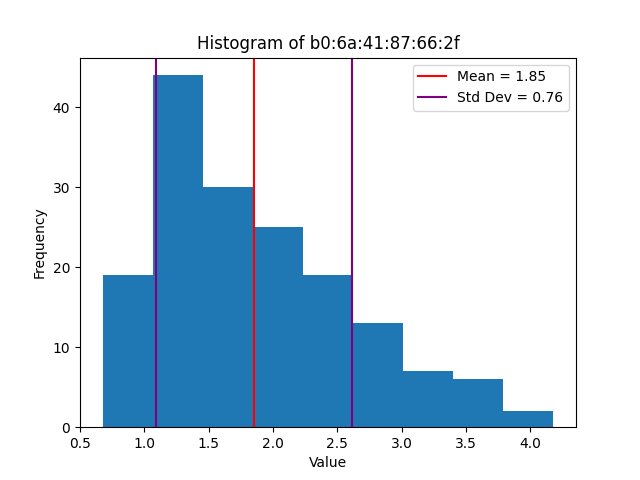 Histogram of b0:6a:41:87:66:2f
Mean = 1.85
Std Dev = 0.76
Frequency
40
30
20
10
0
0.5 1.0 1.5 2.0 2.5 3.0 3.5 4.0
Value